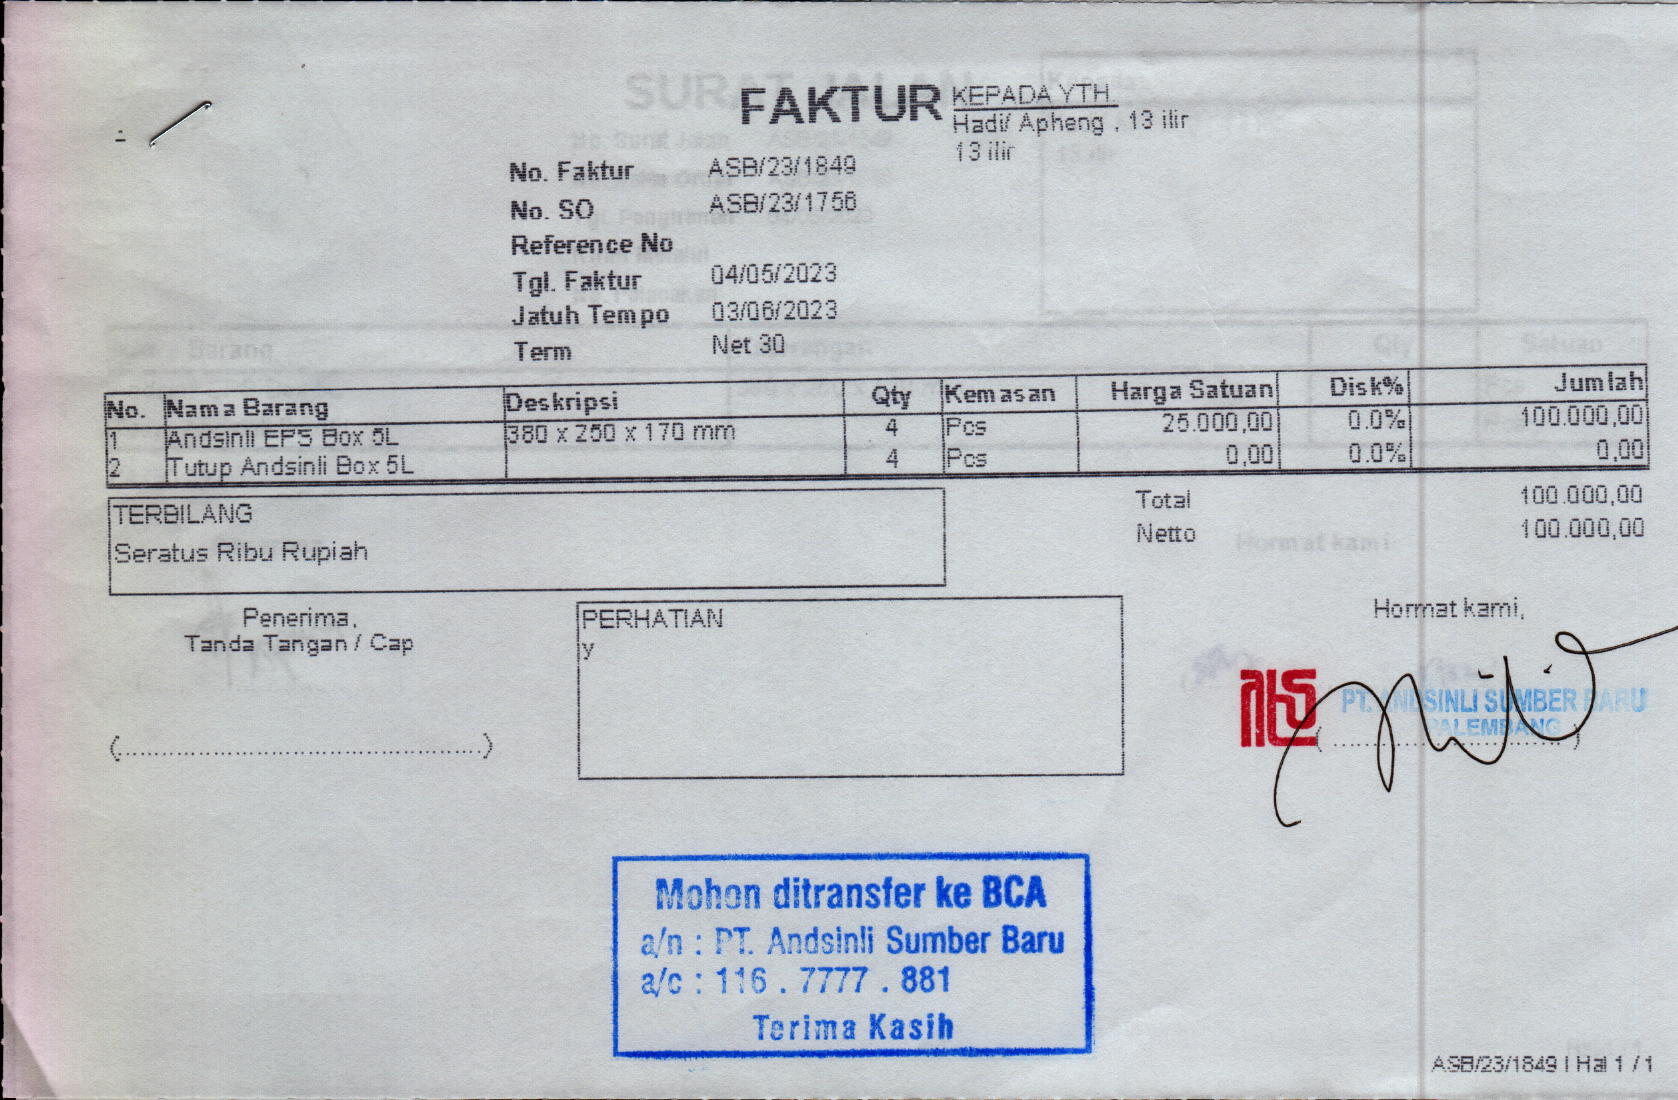 FAKTUR
KEPADA YTH
Hadi/ Apheng , 13 ilir
13 ilir
No. Faktur ASB/23/1849
No. SO ASB/23/1756
Reference No
Tgl. Faktur 04/05/2023
Jatuh Tempo 03/06/2023
Term Net 30
No. Nama Barang Deskripsi Qty Kemasan Harga Satuan Disk% Jumlah
1 Andsinli EPS Box 5L 380 x 250 x 170 mm 4 Pcs 25.000,00 0.0% 100.000,00
2 Tutup Andsinli Box 5L 4 Pcs 0,00 0.0% 0,00
Total 100.000,00
Netto 100.000,00
TERBILANG
Seratus Ribu Rupiah
Penerima,
Tanda Tangan / Cap
(....................................................)
PERHATIAN
y
Hormat kami,
PT. ANDSINLI SUMBER BARU
PALEMBANG
Mohon ditransfer ke BCA
a/n : PT. Andsinli Sumber Baru
a/c : 116 . 7777 . 881
Terima Kasih
ASB/23/1849 | Hal 1 / 1